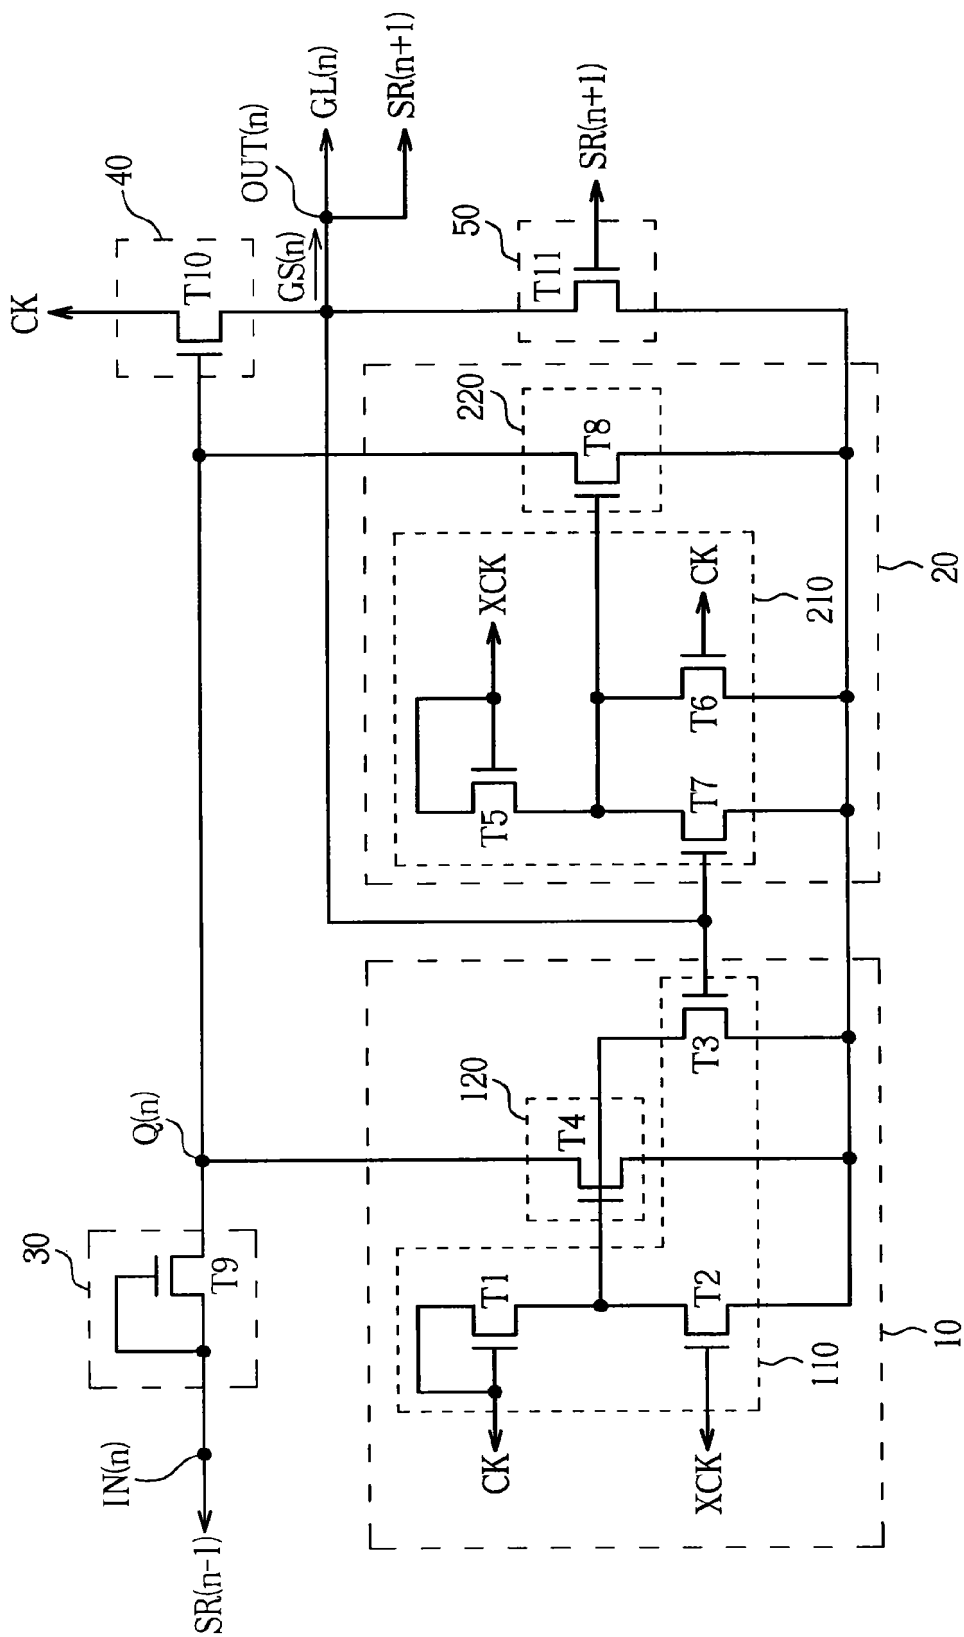 SR(n-1)
IN(n)
30
T9
Q(n)
CK
40
T10
GS(n)
OUT(n)
GL(n)
SR(n+1)
CK
T1
XCK
T2
110
120
T4
T3
10
XCK
T5
T7
T6
CK
210
220
T8
20
50
T11
SR(n+1)